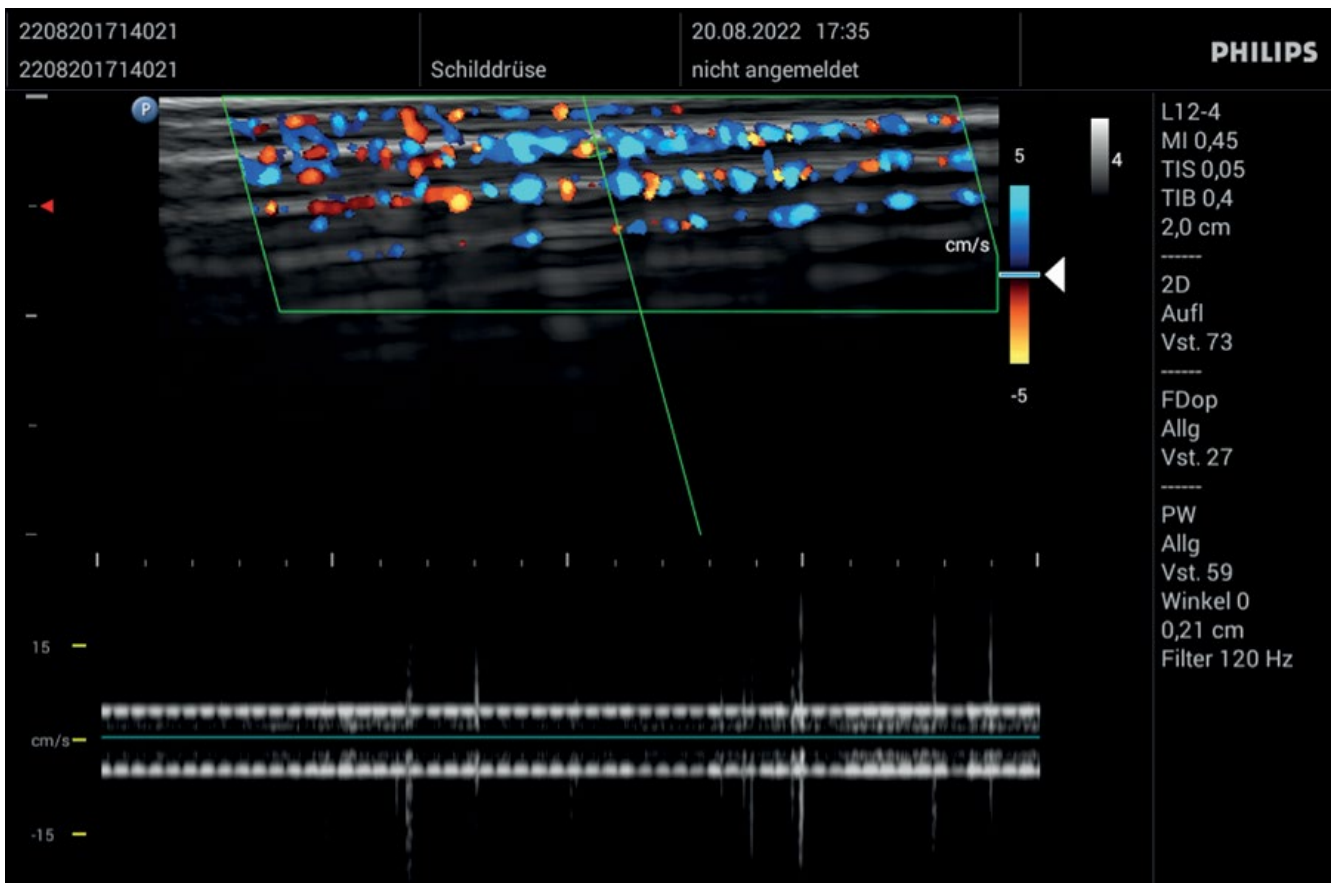 2208201714021
20.08.2022 17:35
PHILIPS
2208201714021
Schilddrüse
nicht angemeldet
P
L12-4
MI 0,45
TIS 0,05
TIB 0,4
2,0 cm
------
2D
Aufl
Vst. 73
------
FDop
Allg
Vst. 27
------
PW
Allg
Vst. 59
Winkel 0
0,21 cm
Filter 120 Hz
5
4
cm/s
-5
15
cm/s
-15